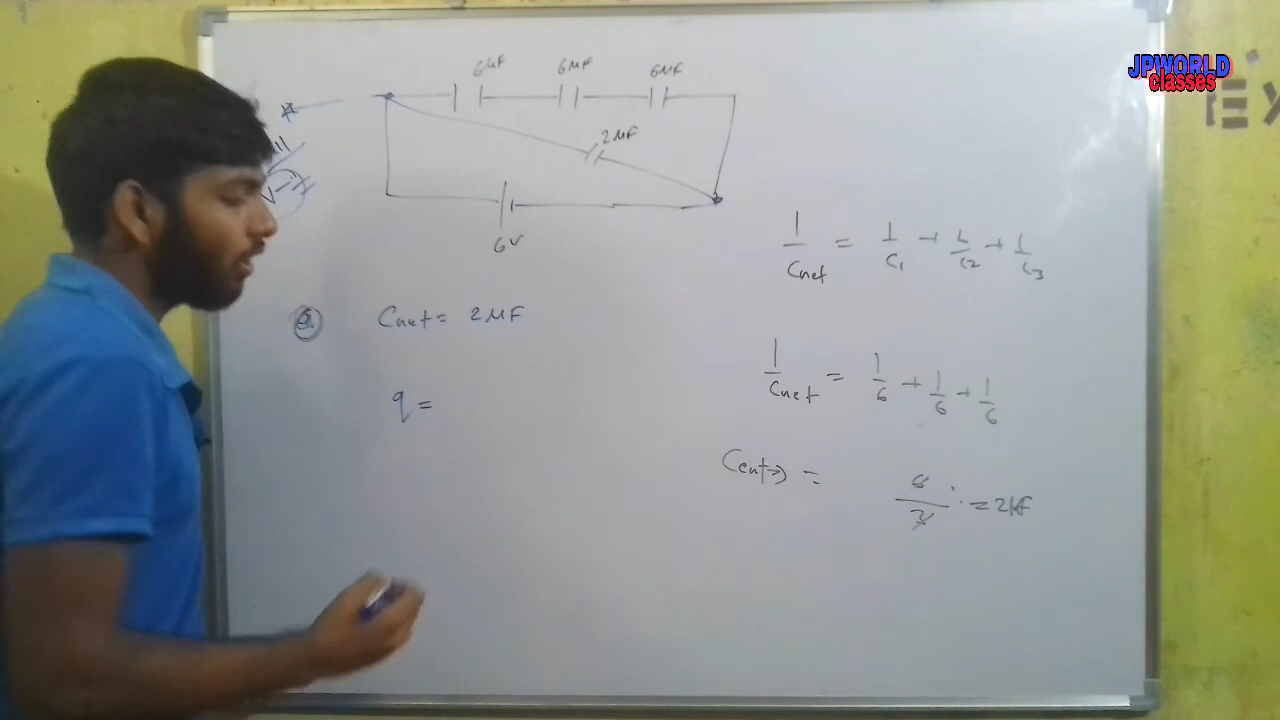 6μF 6μF 6μF
2μF
6V
1/Cnet = 1/C1 + 1/C2 + 1/C3
Cnet = 2μF
1/Cnet = 1/6 + 1/6 + 1/6
q =
= 6/3 = 2μF
JPWORLD
classes
EX